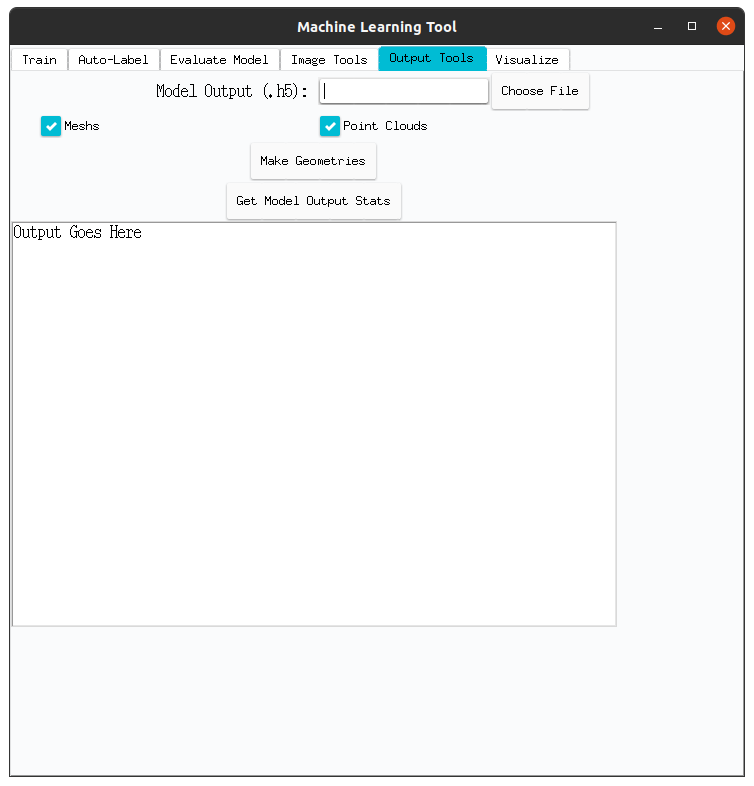 Machine Learning Tool
Train Auto-Label Evaluate Model Image Tools Output Tools Visualize
Model Output (.h5): Choose File
Meshs Point Clouds
Make Geometries
Get Model Output Stats
Output Goes Here